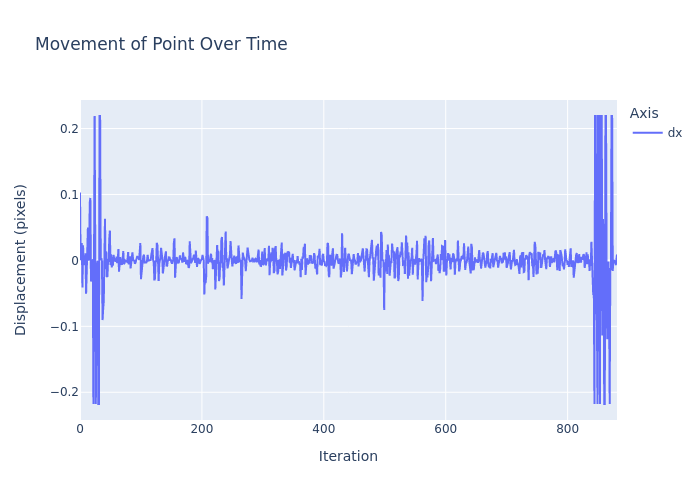 Movement of Point Over Time
Axis
dx
Displacement (pixels)
0.2
0.1
0
−0.1
−0.2
0
200
400
600
800
Iteration